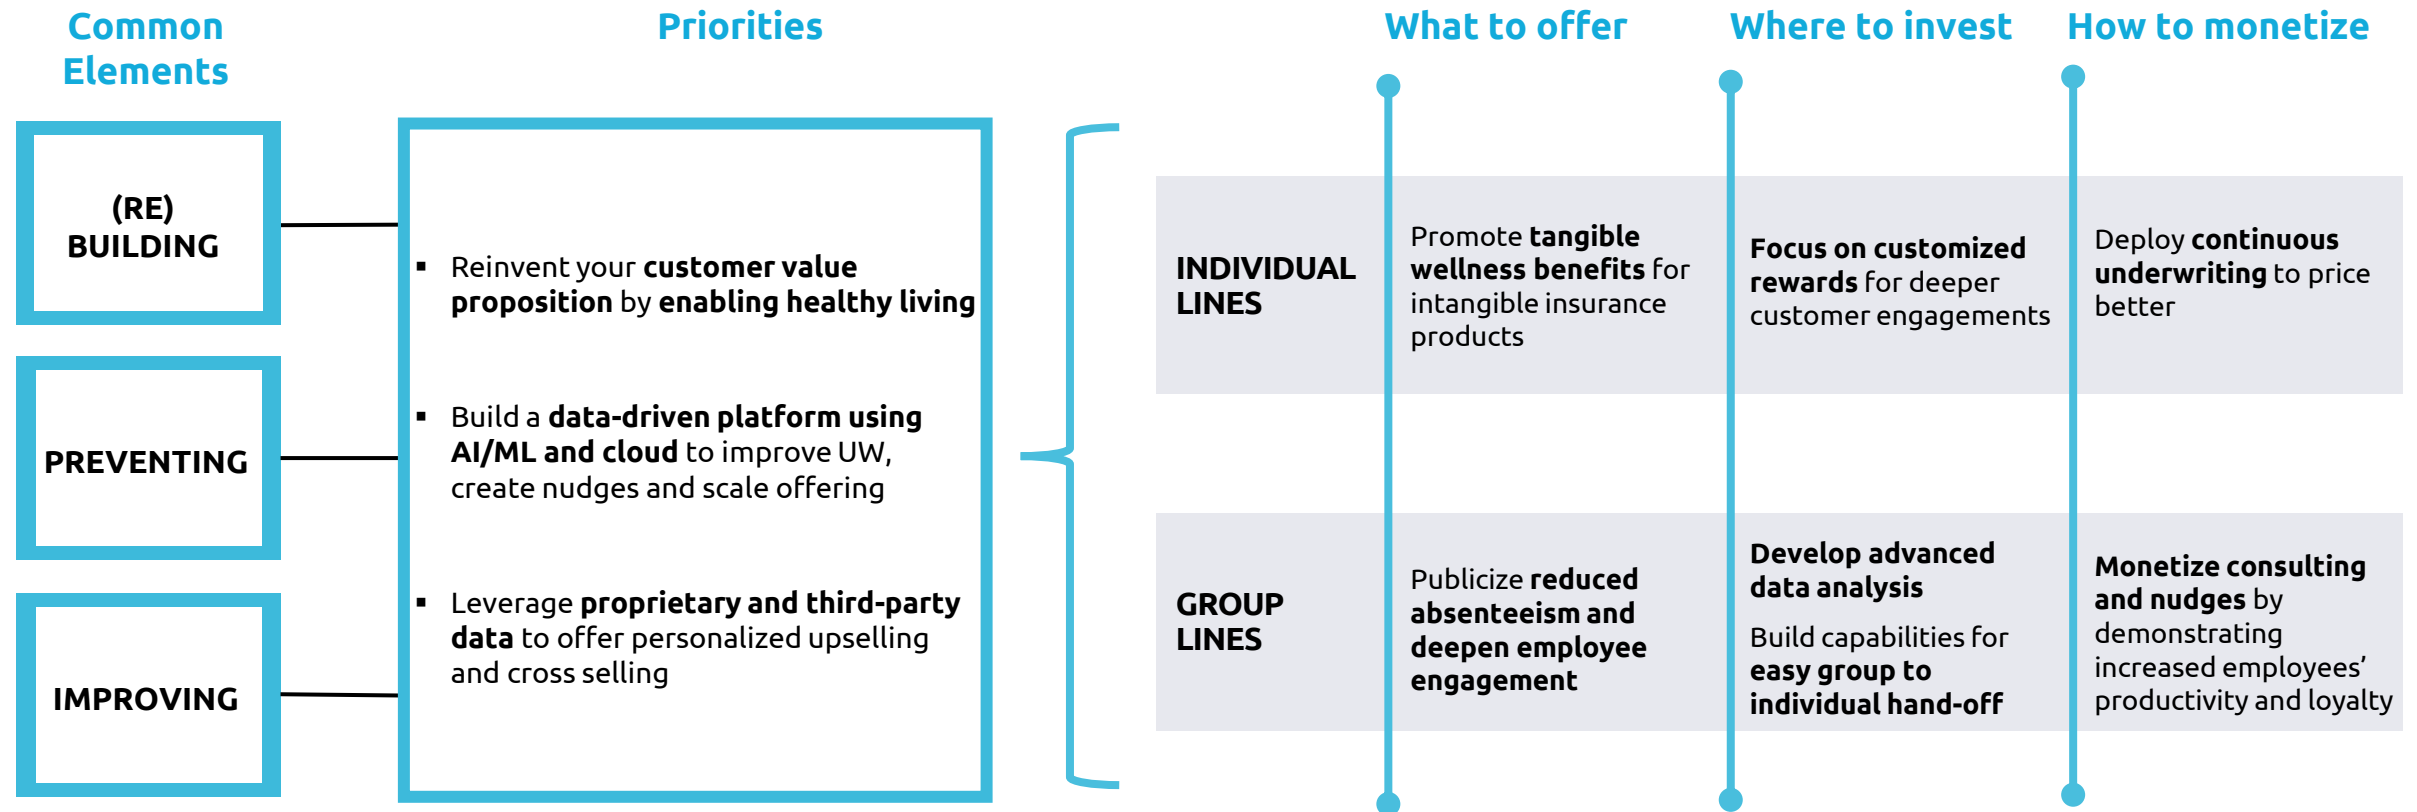 Common
Elements
Priorities
What to offer
Where to invest
How to monetize
(RE)
BUILDING
PREVENTING
IMPROVING
▪ Reinvent your customer value
proposition by enabling healthy living
▪ Build a data-driven platform using
AI/ML and cloud to improve UW,
create nudges and scale offering
▪ Leverage proprietary and third-party
data to offer personalized upselling
and cross selling
INDIVIDUAL
LINES
Promote tangible
wellness benefits for
intangible insurance
products
Focus on customized
rewards for deeper
customer engagements
Deploy continuous
underwriting to price
better
GROUP
LINES
Publicize reduced
absenteeism and
deepen employee
engagement
Develop advanced
data analysis
Build capabilities for
easy group to
individual hand-off
Monetize consulting
and nudges by
demonstrating
increased employees’
productivity and loyalty